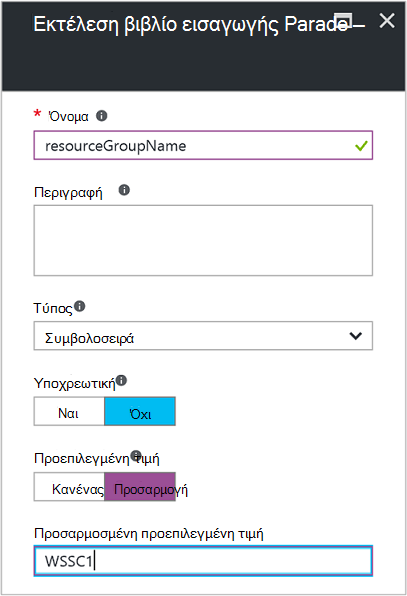 Εκτέλεση βιβλίο εισαγωγής Parade –
* Όνομα
resourceGroupName
Περιγραφή
Τύπος
Συμβολοσειρά
Υποχρεωτική
Ναι Όχι
Προεπιλεγμένη τιμή
Κανένας Προσαρμογή
Προσαρμοσμένη προεπιλεγμένη τιμή
WSSC1